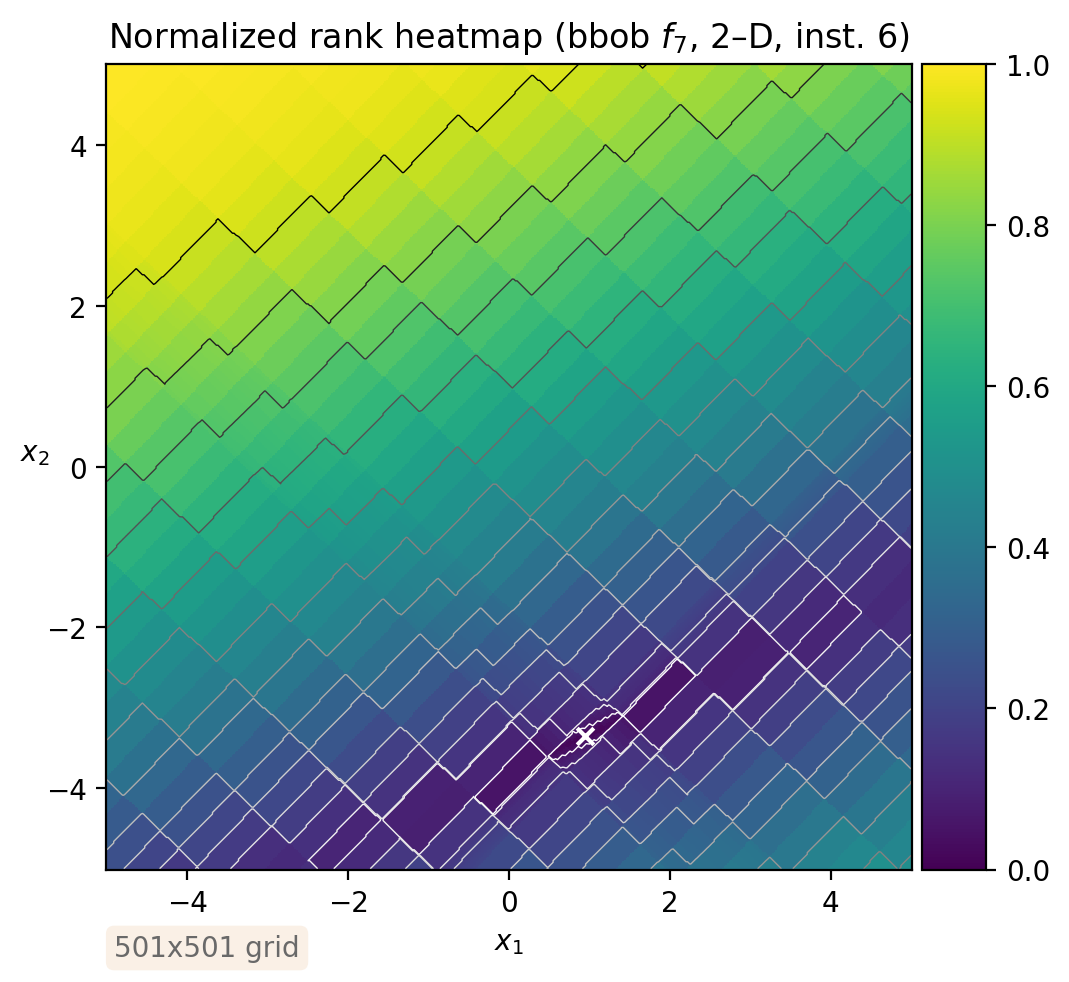 Normalized rank heatmap (bbob f₇, 2–D, inst. 6)
1.0
0.8
0.6
0.4
0.2
0.0
4
2
0
−2
−4
x₂
−4 −2 0 2 4
x₁
501x501 grid